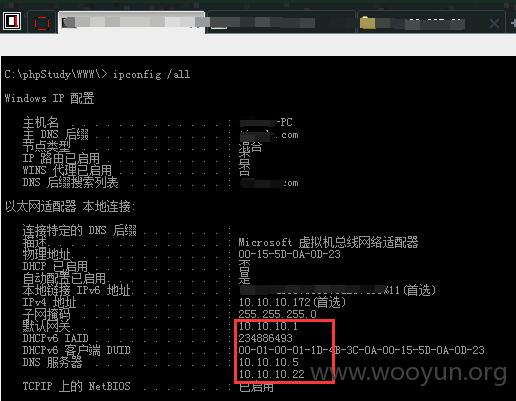 C:\phpStudy\WWW\> ipconfig /all
Windows IP 配置
主机名 . . . . . . . . . . . . . : -PC
主 DNS 后缀 . . . . . . . . . . . : .com
节点类型 . . . . . . . . . . . . : 混合
IP 路由已启用 . . . . . . . . . . : 否
WINS 代理已启用 . . . . . . . . . : 否
DNS 后缀搜索列表 . . . . . . . . : .com
以太网适配器 本地连接:
连接特定的 DNS 后缀 . . . . . . . :
描述. . . . . . . . . . . . . . . : Microsoft 虚拟机总线网络适配器
物理地址. . . . . . . . . . . . . : 00-15-5D-0A-0D-23
DHCP 已启用 . . . . . . . . . . . : 否
自动配置已启用. . . . . . . . . . : 是
本地链接 IPv6 地址. . . . . . . . : %11(首选)
IPv4 地址 . . . . . . . . . . . . : 10.10.10.172(首选)
子网掩码 . . . . . . . . . . . . : 255.255.255.0
默认网关. . . . . . . . . . . . . : 10.10.10.1
DHCPv6 IAID . . . . . . . . . . . : 234886493
DHCPv6 客户端 DUID . . . . . . . : 00-01-00-01-1D-4B-3C-0A-00-15-5D-0A-0D-23
DNS 服务器 . . . . . . . . . . . : 10.10.10.5
10.10.10.22
TCPIP 上的 NetBIOS . . . . . . . : 已启用
www.wooyun.org